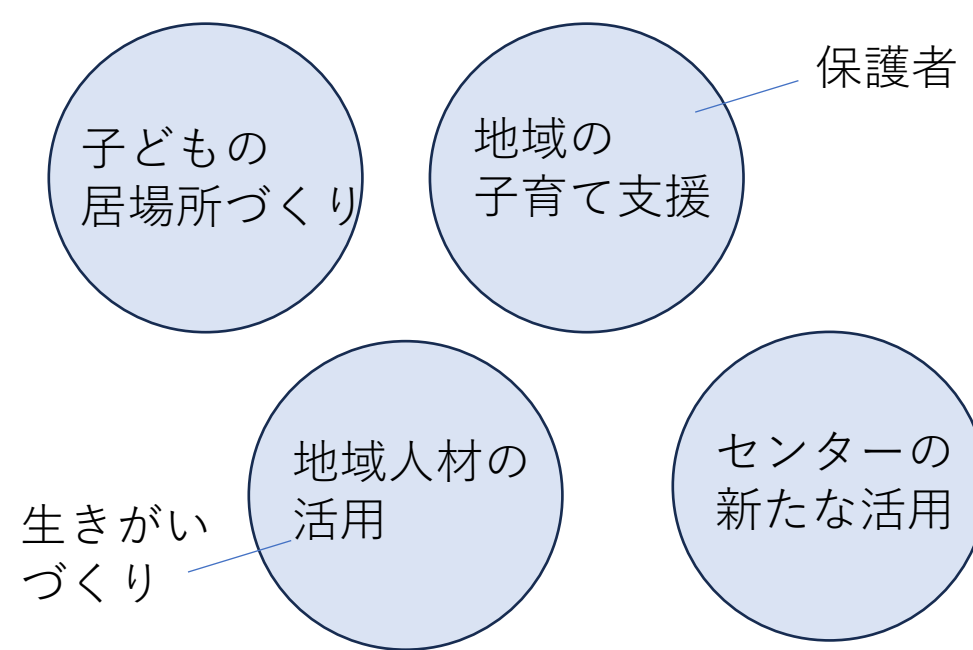 子どもの
居場所づくり
地域の
子育て支援
保護者
地域人材の
活用
生きがい
づくり
センターの
新たな活用